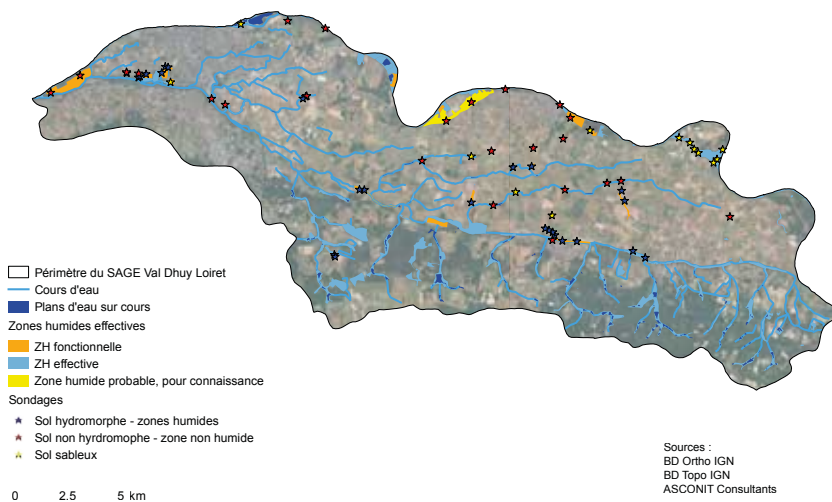 Périmètre du SAGE Val Dhuy Loiret
Cours d'eau
Plans d'eau sur cours
Zones humides effectives
ZH fonctionnelle
ZH effective
Zone humide probable, pour connaissance
Sondages
Sol hydromorphe - zones humides
Sol non hyrdromophe - zone non humide
Sol sableux
0 2.5 5 km
Sources :
BD Ortho IGN
BD Topo IGN
ASCONIT Consultants